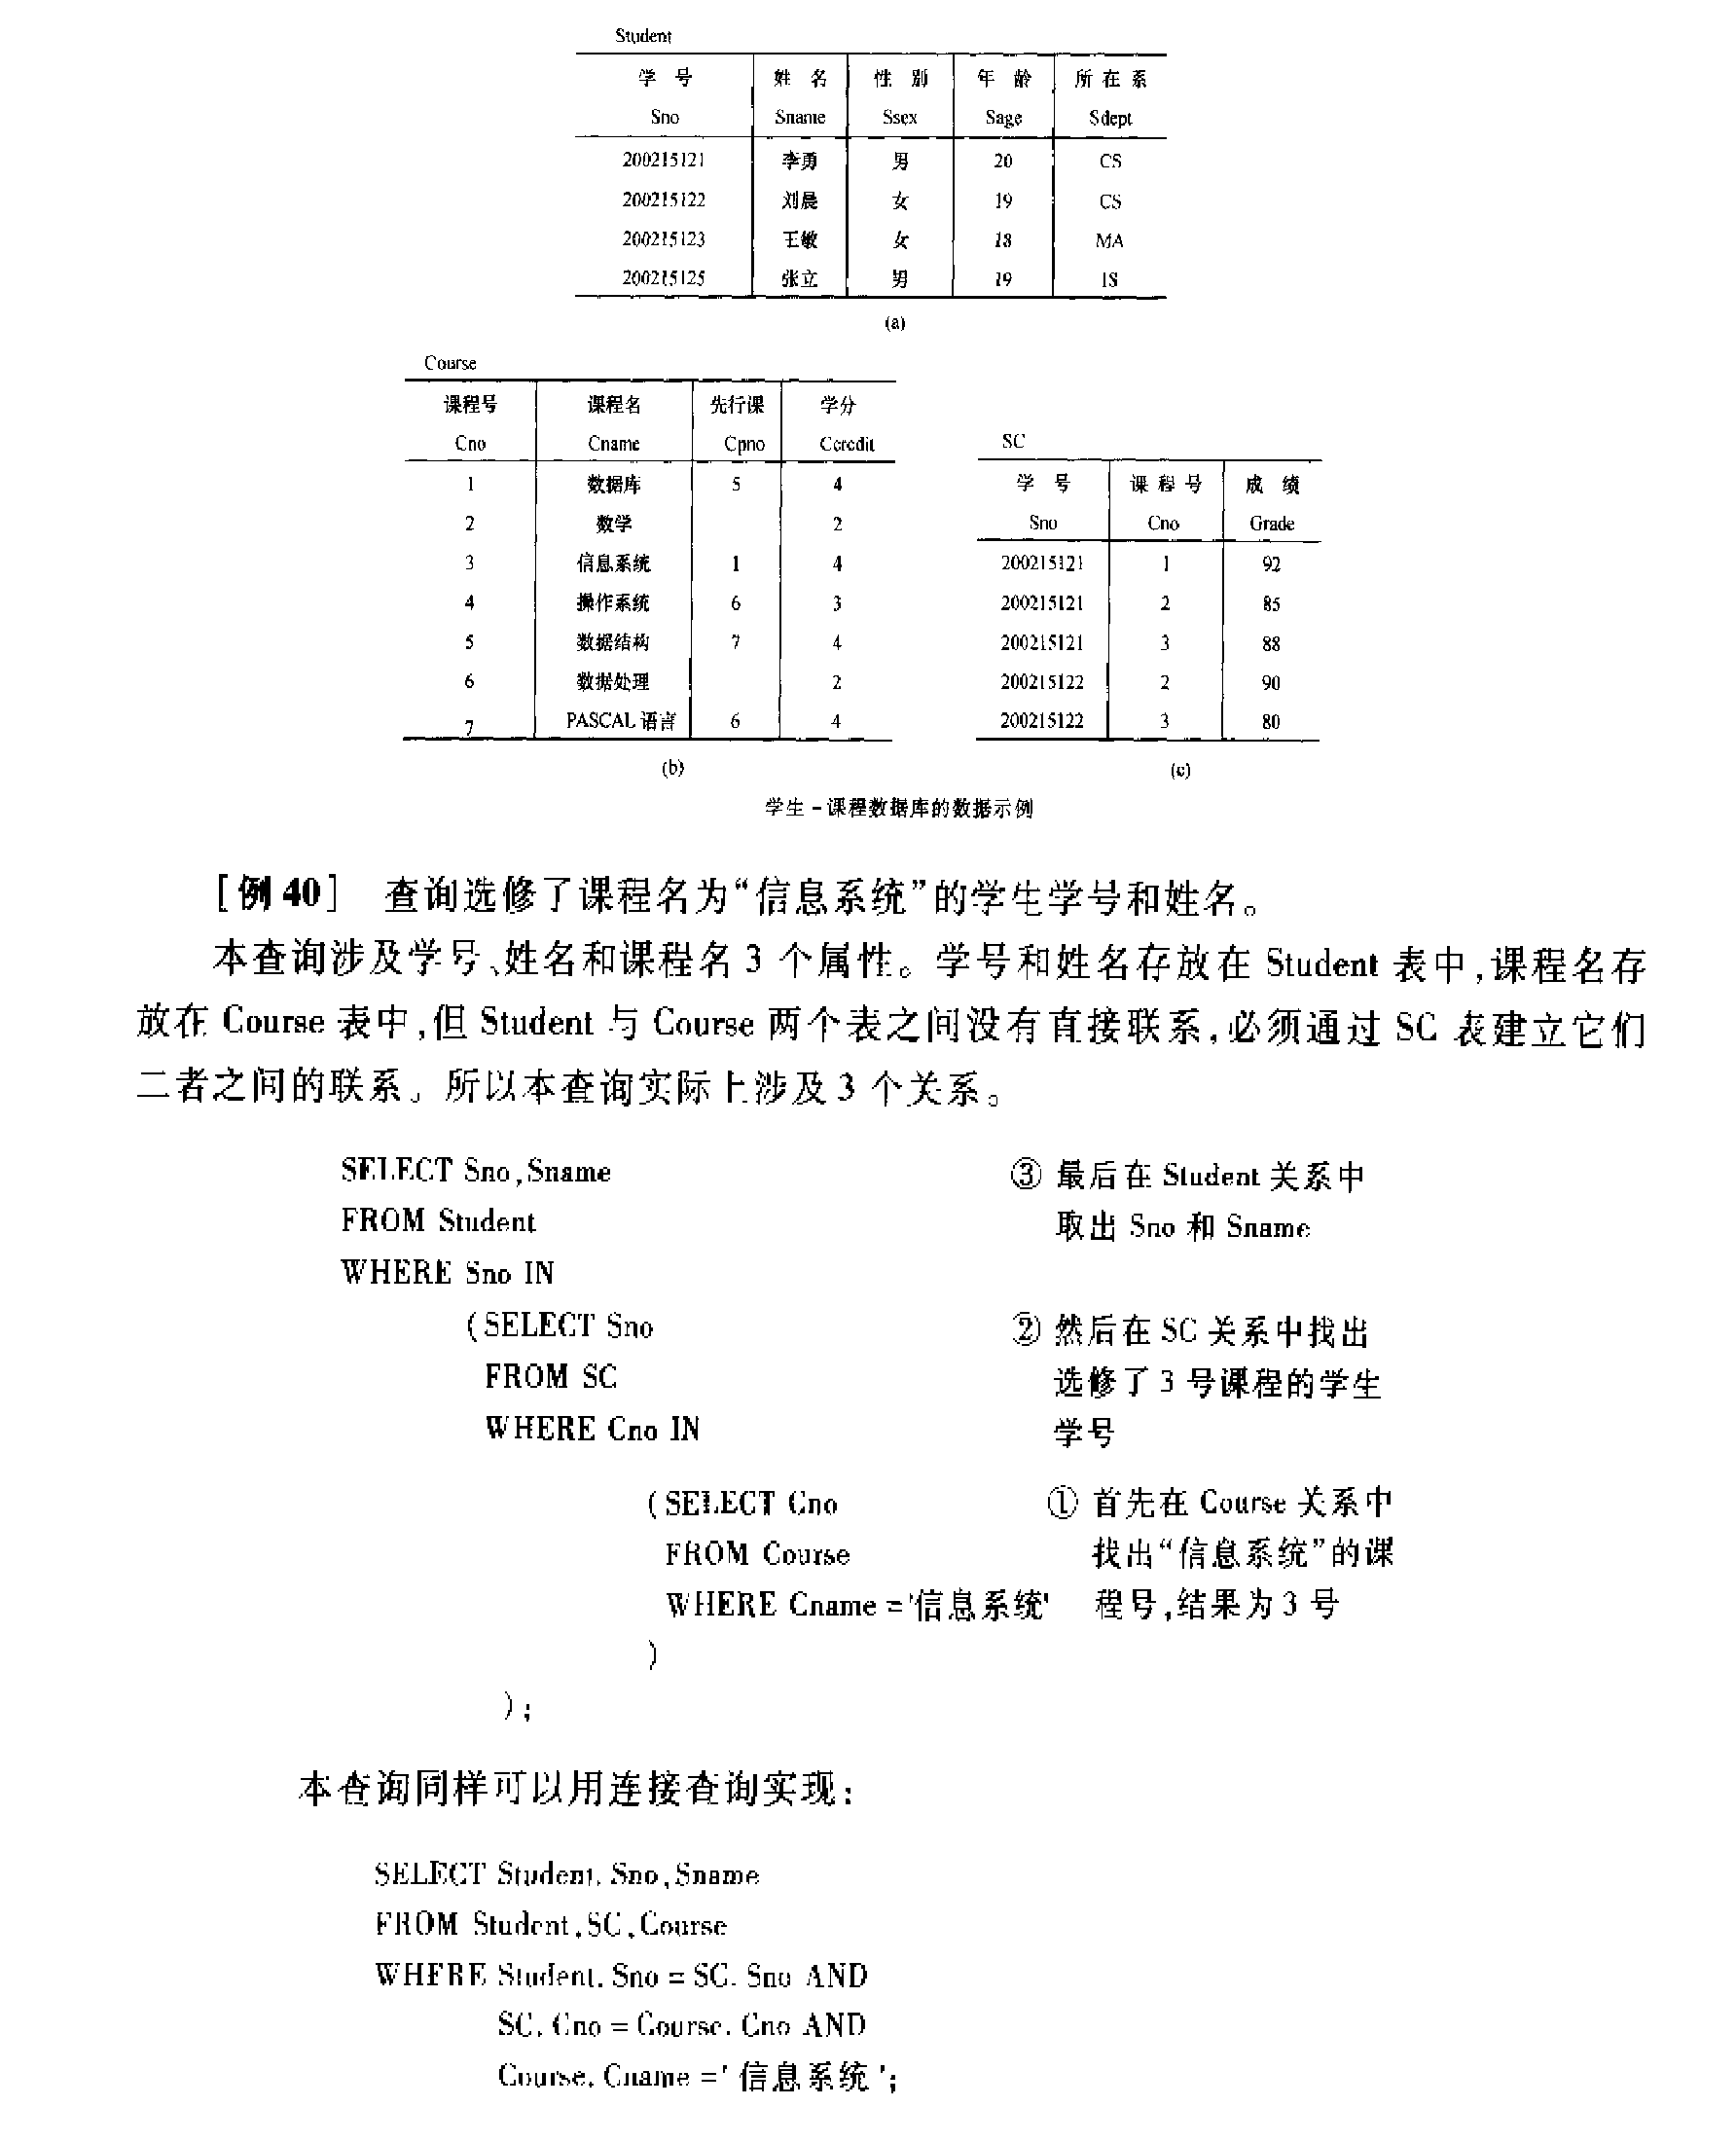 Student
学 号 姓 名 性 别 年 龄 所 在 系
Sno Sname Ssex Sage Sdept
200215121 李勇 男 20 CS
200215122 刘晨 女 19 CS
200215123 王敏 女 18 MA
200215125 张立 男 19 IS
(a)
Course
课程号 课程名 先行课 学分
Cno Cname Cpno Ccredit
1 数据库 5 4
2 数学 2
3 信息系统 1 4
4 操作系统 6 3
5 数据结构 7 4
6 数据处理 2
7 PASCAL 语言 6 4
(b)
SC
学 号 课 程 号 成 绩
Sno Cno Grade
200215121 1 92
200215121 2 85
200215121 3 88
200215122 2 90
200215122 3 80
(c)
学生-课程数据库的数据示例
[例 40] 查询选修了课程名为“信息系统”的学生学号和姓名。
本查询涉及学号、姓名和课程名 3 个属性。学号和姓名存放在 Student 表中,课程名存
放在 Course 表中,但 Student 与 Course 两个表之间没有直接联系,必须通过 SC 表建立它们
二者之间的联系。所以本查询实际上涉及 3 个关系。
SELECT Sno,Sname ③ 最后在 Student 关系中
FROM Student 取出 Sno 和 Sname
WHERE Sno IN
(SELECT Sno ② 然后在 SC 关系中找出
FROM SC 选修了 3 号课程的学生
WHERE Cno IN 学号
(SELECT Cno ① 首先在 Course 关系中
FROM Course 找出“信息系统”的课
WHERE Cname ='信息系统' 程号,结果为 3 号
)
);
本查询同样可以用连接查询实现:
SELECT Student. Sno,Sname
FROM Student,SC,Course
WHERE Student. Sno = SC. Sno AND
SC. Cno = Course. Cno AND
Course. Cname =' 信息系统 ';